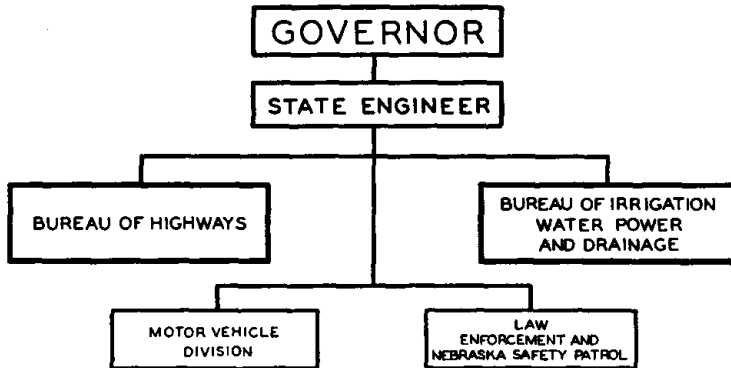 GOVERNOR
STATE ENGINEER
BUREAU OF HIGHWAYS
BUREAU OF IRRIGATION
WATER POWER
AND DRAINAGE
MOTOR VEHICLE
DIVISION
LAW
ENFORCEMENT AND
NEBRASKA SAFETY PATROL